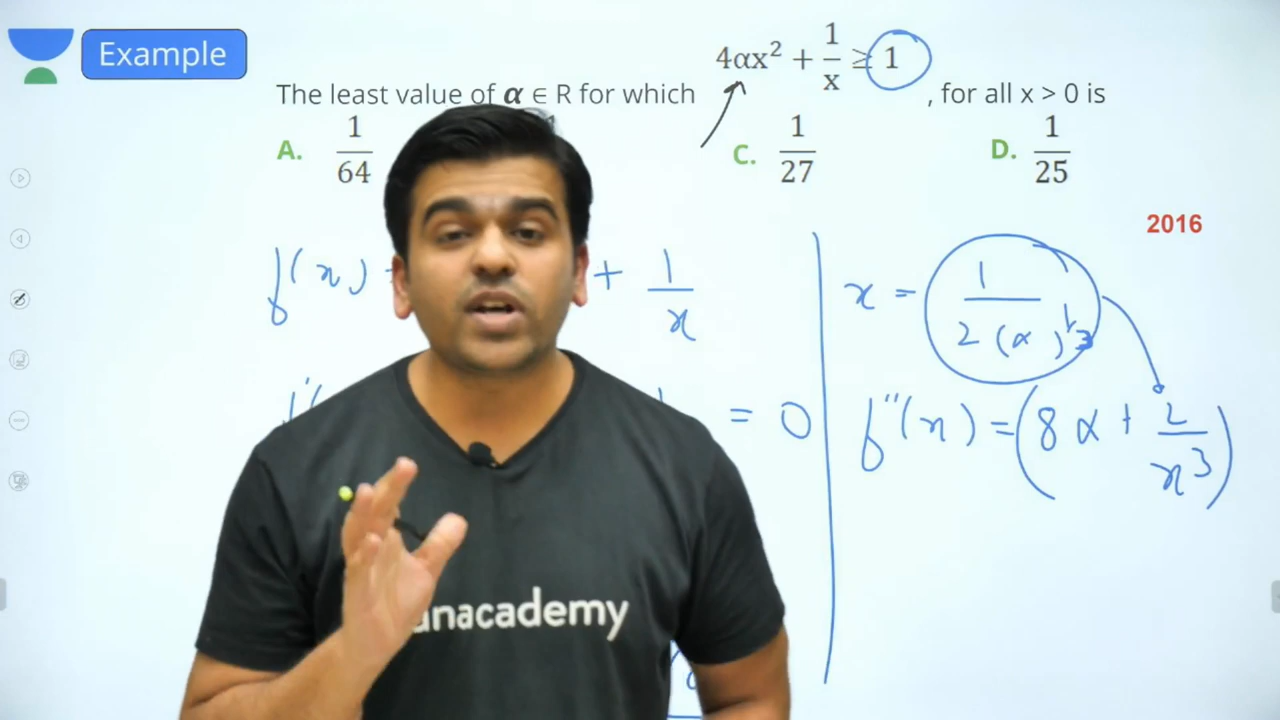 Example
4αx² + 1/x ≥ 1
The least value of α ∈ R for which , for all x > 0 is
A. 1/64 C. 1/27 D. 1/25
2016
f(x) + 1/x
x = 1/(2(α)^1/3)
= 0
f''(x) = (8α + 2/x³)
unacademy